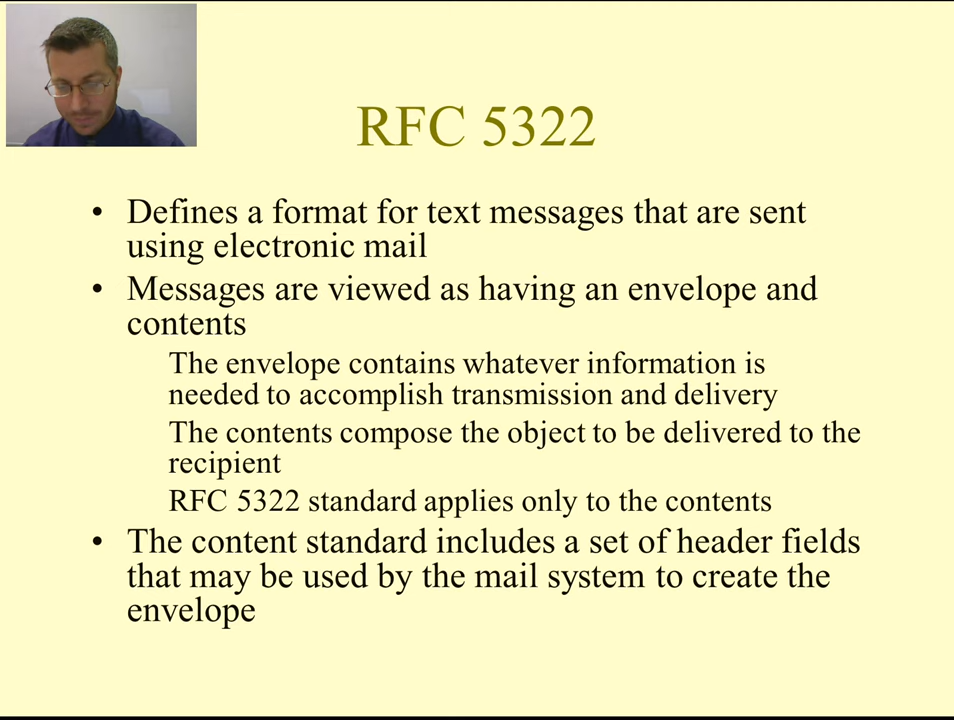 RFC 5322
• Defines a format for text messages that are sent
using electronic mail
• Messages are viewed as having an envelope and
contents
The envelope contains whatever information is
needed to accomplish transmission and delivery
The contents compose the object to be delivered to the
recipient
RFC 5322 standard applies only to the contents
• The content standard includes a set of header fields
that may be used by the mail system to create the
envelope